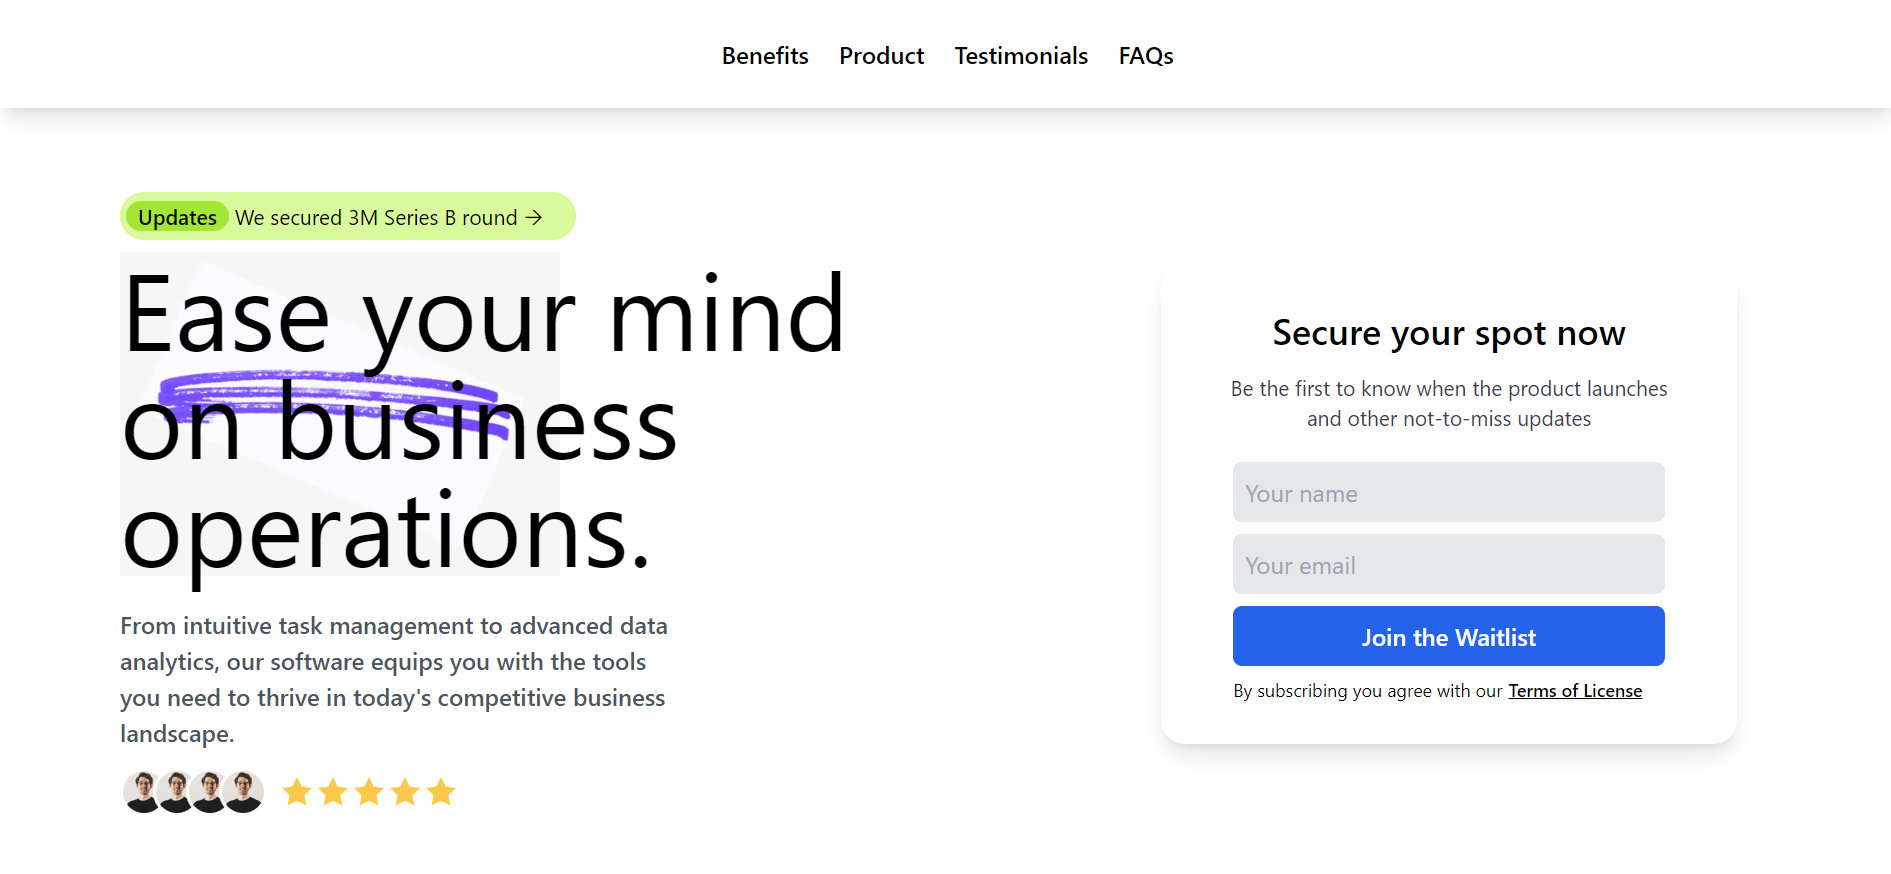 Benefits Product Testimonials FAQs
Updates We secured 3M Series B round →
Ease your mind
on business
operations.
From intuitive task management to advanced data
analytics, our software equips you with the tools
you need to thrive in today's competitive business
landscape.
Secure your spot now
Be the first to know when the product launches
and other not-to-miss updates
Your name
Your email
Join the Waitlist
By subscribing you agree with our Terms of License